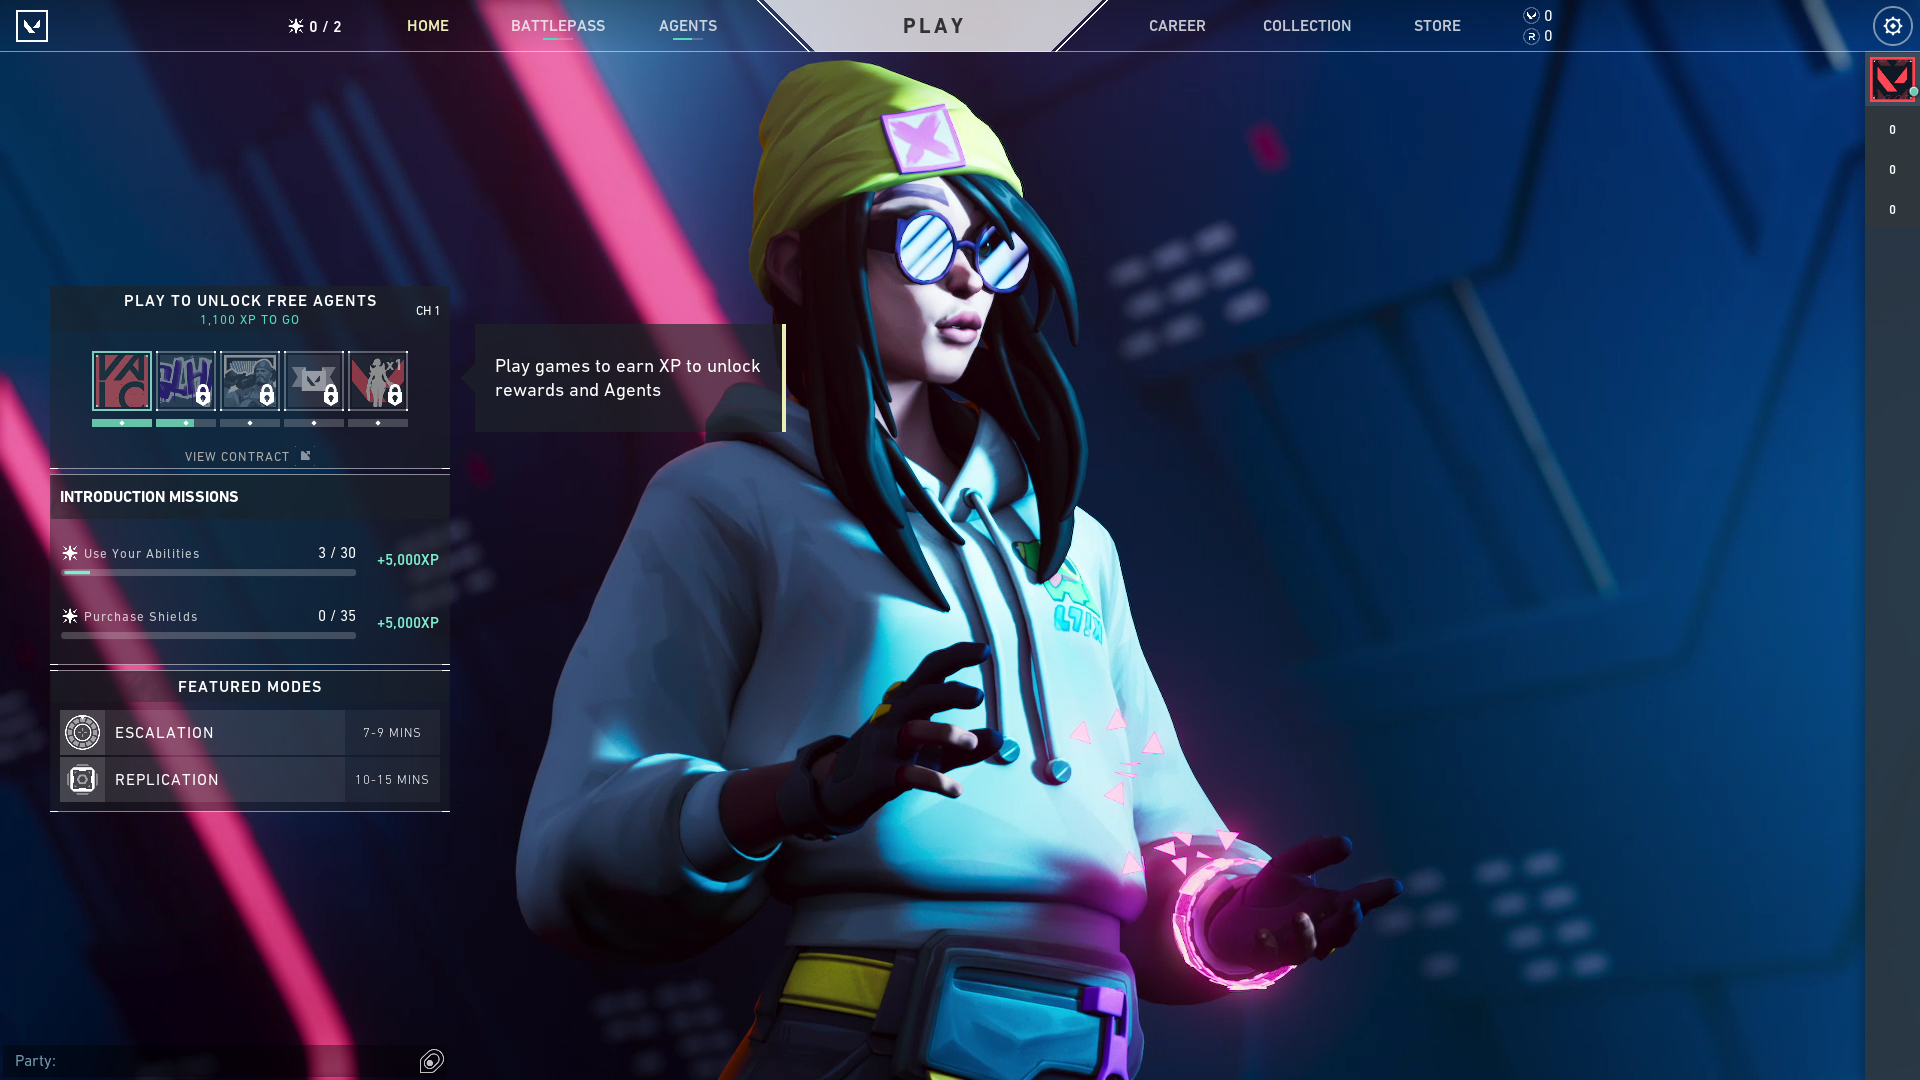 0 / 2
HOME
BATTLEPASS
AGENTS
PLAY
CAREER
COLLECTION
STORE
0
R 0
0
0
0
PLAY TO UNLOCK FREE AGENTS
1,100 XP TO GO
CH 1
x1
VIEW CONTRACT
Play games to earn XP to unlock
rewards and Agents
INTRODUCTION MISSIONS
Use Your Abilities 3 / 30 +5,000XP
Purchase Shields 0 / 35 +5,000XP
FEATURED MODES
ESCALATION 7-9 MINS
REPLICATION 10-15 MINS
Party: